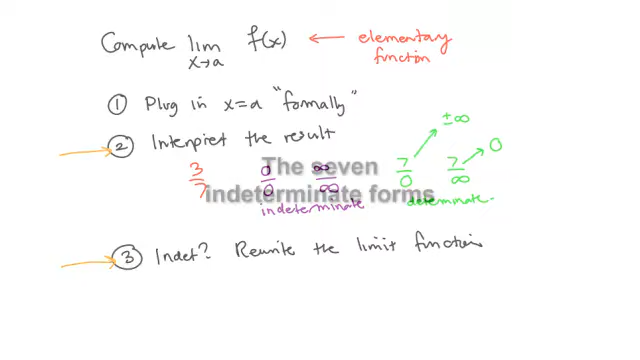 Compute lim x→a f(x) ← elementary function
① Plug in x=a "formally"
② Interpret the result
3/7 0/0 ∞/∞ 7/0 ±∞ 7/∞ 0
The seven
indeterminate forms
indeterminate determinate.
③ Indet? Rewrite the limit function